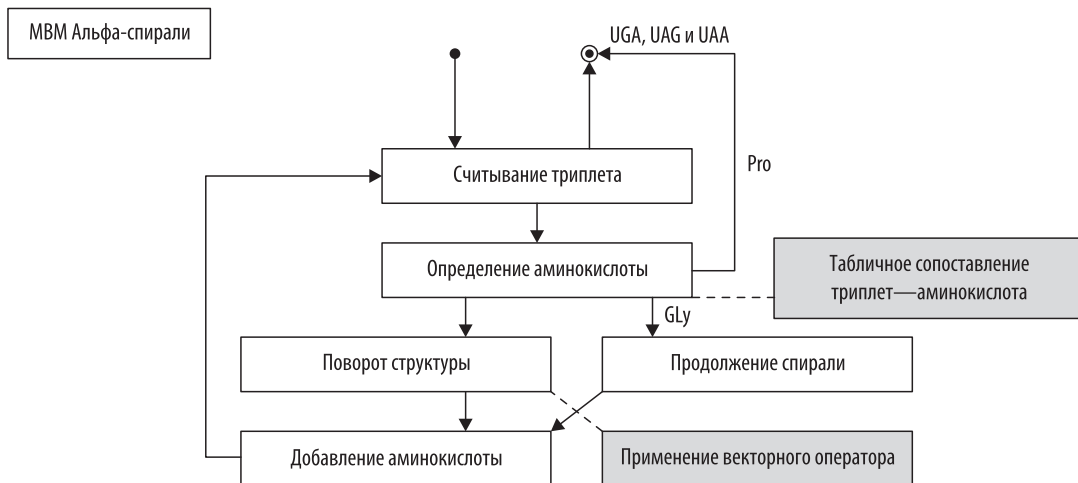 МВМ Альфа-спирали
UGA, UAG и UAA
Считывание триплета
Pro
Определение аминокислоты
Табличное сопоставление
триплет—аминокислота
GLy
Поворот структуры
Продолжение спирали
Добавление аминокислоты
Применение векторного оператора